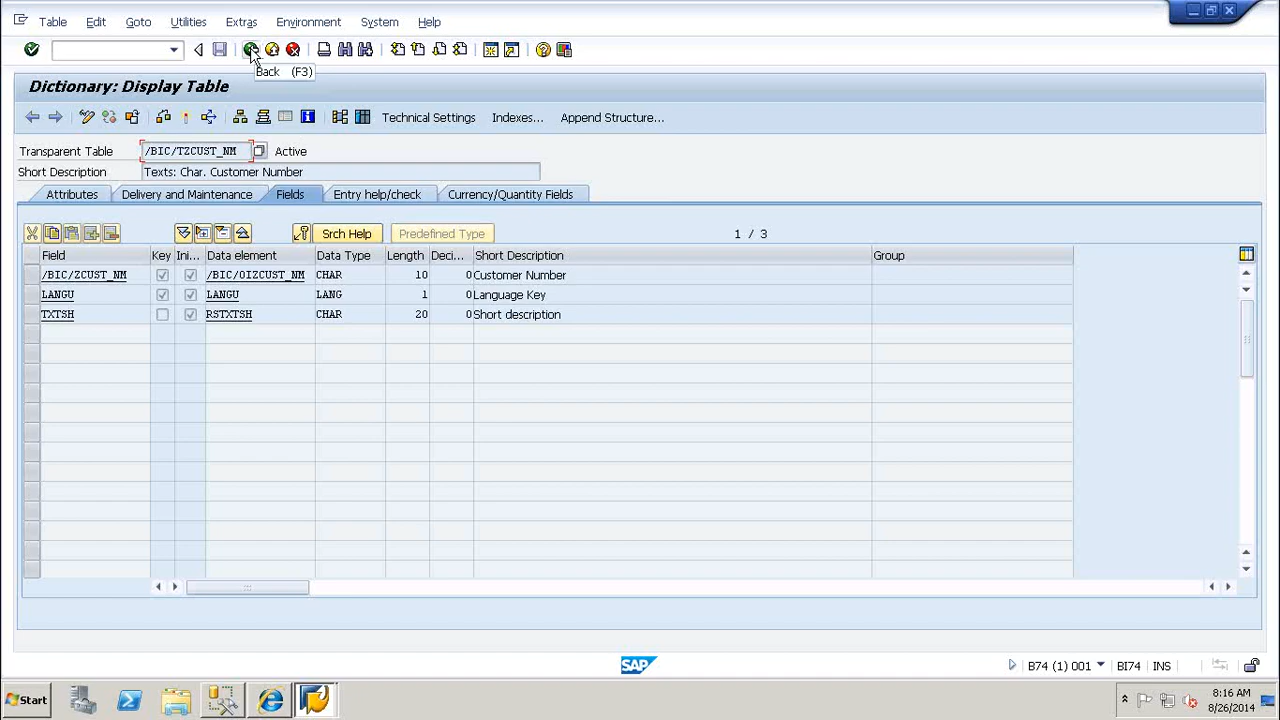 Table Edit Goto Utilities Extras Environment System Help
Back (F3)
Dictionary: Display Table
Technical Settings Indexes... Append Structure...
Transparent Table /BIC/TZCUST_NM Active
Short Description Texts: Char. Customer Number
Attributes Delivery and Maintenance Fields Entry help/check Currency/Quantity Fields
Srch Help Predefined Type 1 / 3
Field Key Ini... Data element Data Type Length Deci... Short Description Group
/BIC/ZCUST_NM /BIC/OIZCUST_NM CHAR 10 0 Customer Number
LANGU LANGU LANG 1 0 Language Key
TXTSH RSTXTSH CHAR 20 0 Short description
SAP B74 (1) 001 BI74 INS
Start 8:16 AM
8/26/2014